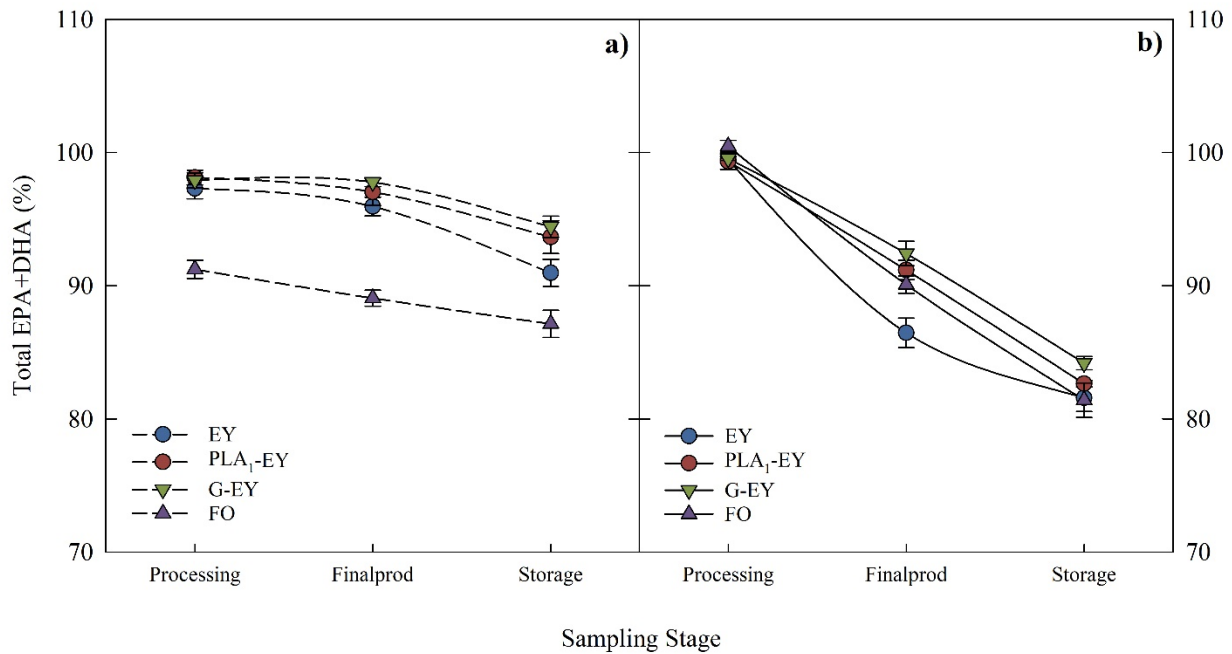 Total EPA+DHA (%)
110
100
90
80
70
a)
EY
PLA₁-EY
G-EY
FO
Processing
Finalprod
Storage
b)
EY
PLA₁-EY
G-EY
FO
Processing
Finalprod
Storage
110
100
90
80
70
Sampling Stage